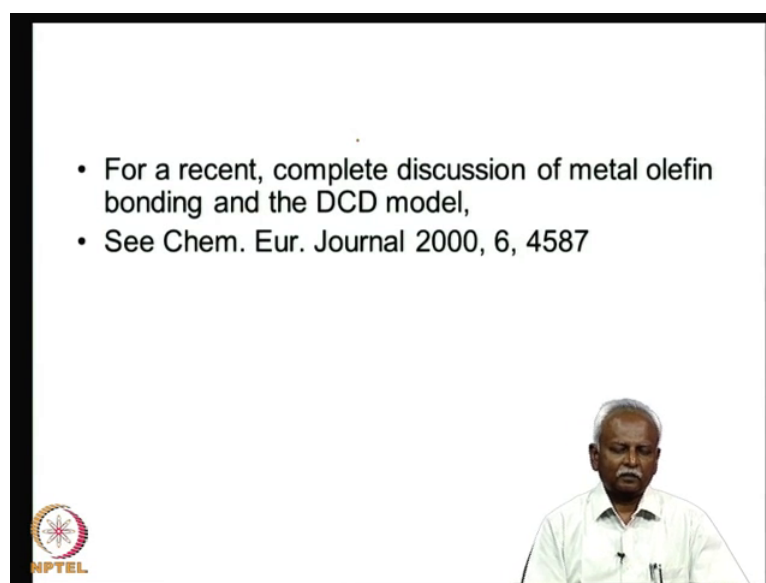 • For a recent, complete discussion of metal olefin
bonding and the DCD model,
• See Chem. Eur. Journal 2000, 6, 4587
NPTEL